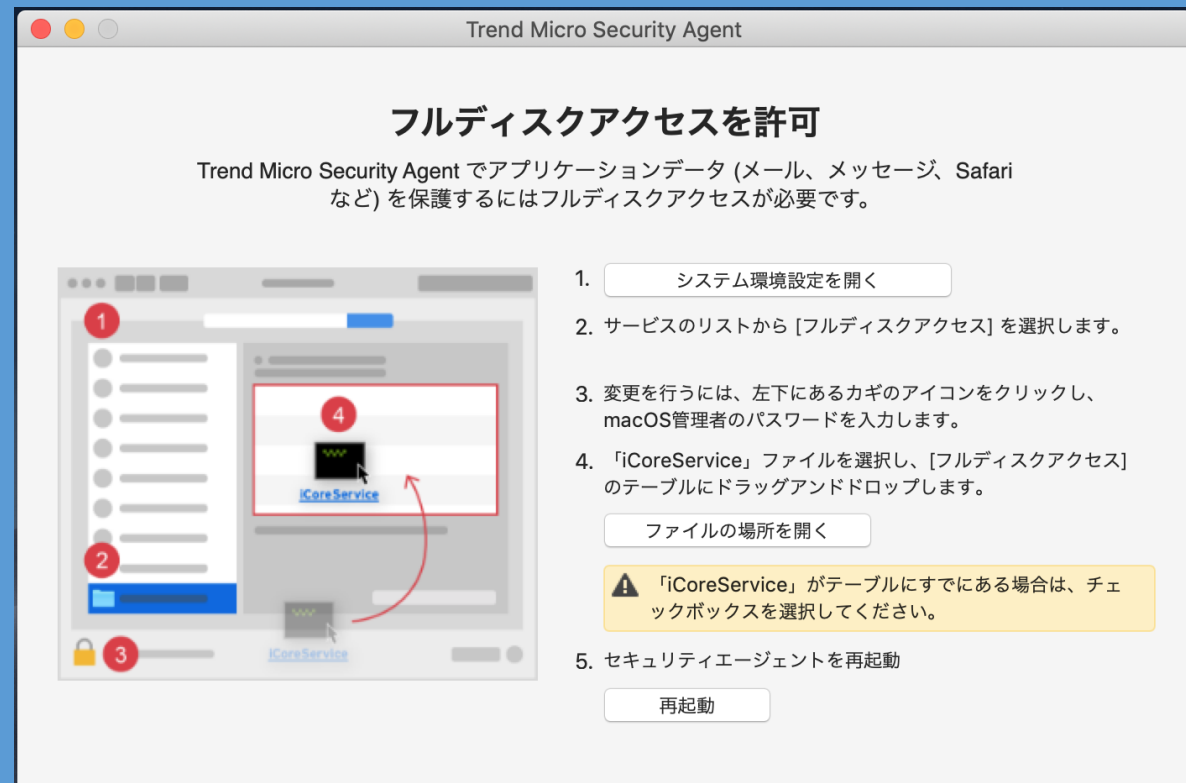 Trend Micro Security Agent
フルディスクアクセスを許可
Trend Micro Security Agent でアプリケーションデータ (メール、メッセージ、Safari
など) を保護するにはフルディスクアクセスが必要です。
1. システム環境設定を開く
2. サービスのリストから [フルディスクアクセス] を選択します。
3. 変更を行うには、左下にあるカギのアイコンをクリックし、
macOS管理者のパスワードを入力します。
4. 「iCoreService」ファイルを選択し、[フルディスクアクセス]
のテーブルにドラッグアンドドロップします。
ファイルの場所を開く
「iCoreService」がテーブルにすでにある場合は、チェ
ックボックスを選択してください。
5. セキュリティエージェントを再起動
再起動
1
4
iCoreService
2
3
iCoreService